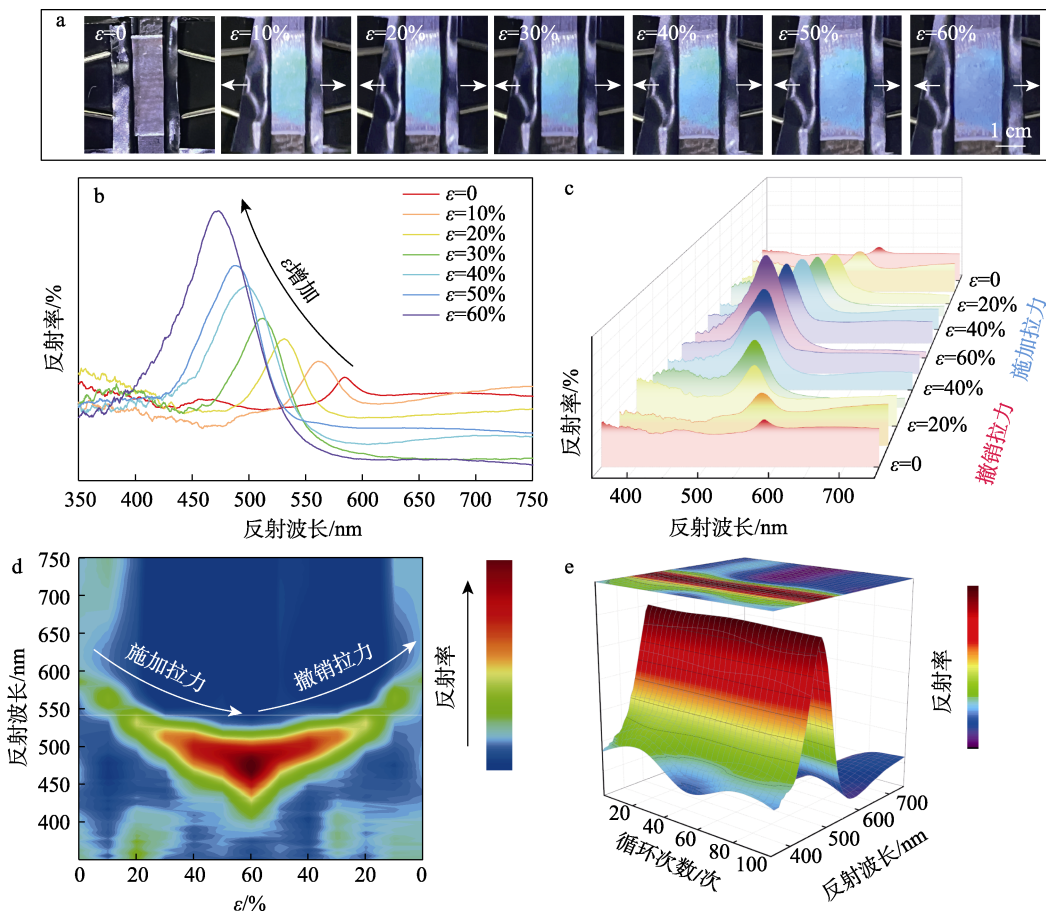 a
ε=0
ε=10%
ε=20%
ε=30%
ε=40%
ε=50%
ε=60%
1 cm
b
ε=0
ε=10%
ε=20%
ε=30%
ε=40%
ε=50%
ε=60%
ε增加
反射率/%
350 400 450 500 550 600 650 700 750
反射波长/nm
c
反射率/%
400 500 600 700
反射波长/nm
ε=0
ε=20%
ε=40%
ε=60%
ε=40%
ε=20%
ε=0
施加拉力
撤销拉力
d
750
700
650
600
550
500
450
400
反射波长/nm
施加拉力
撤销拉力
0 20 40 60 40 20 0
ε/%
反射率
e
20 40 60 80 100
循环次数/次
400 500 600 700
反射波长/nm
反射率